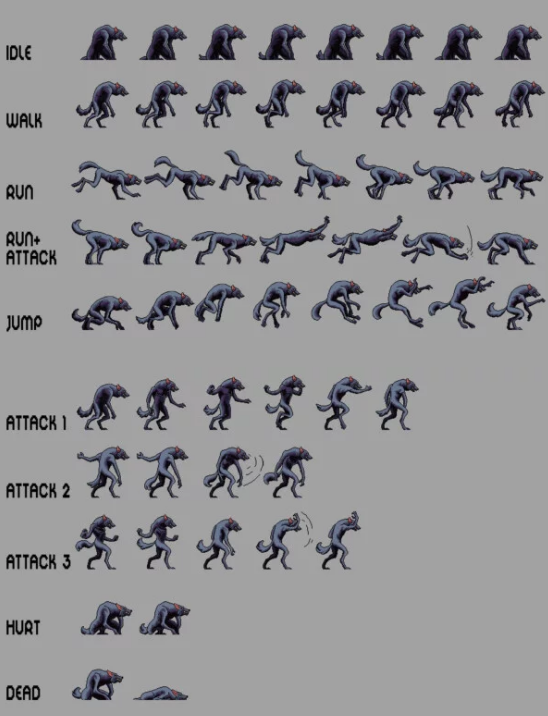 IDLE
WALK
RUN
RUN+
ATTACK
JUMP
ATTACK 1
ATTACK 2
ATTACK 3
HURT
DEAD